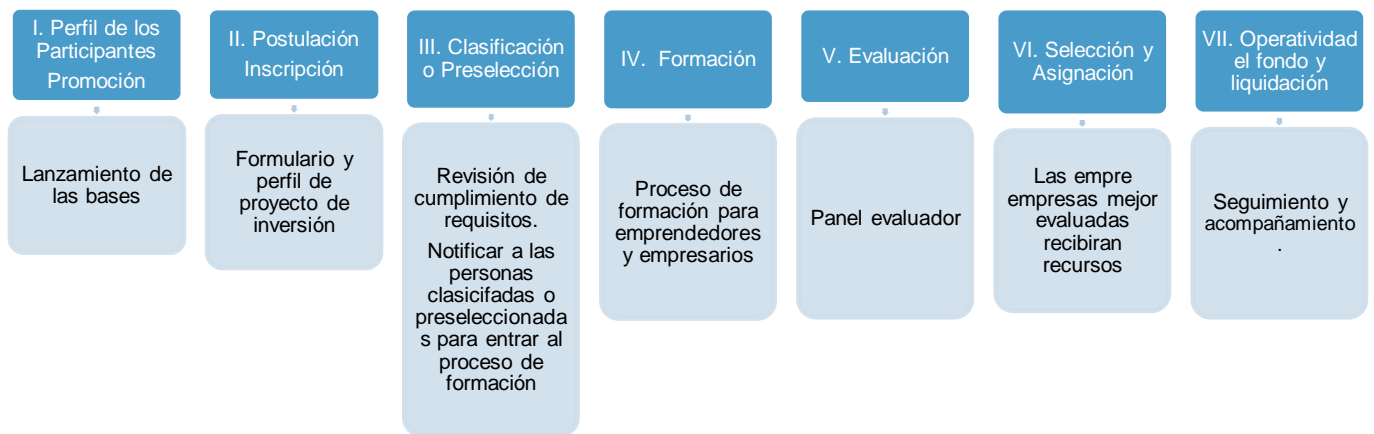 I. Perfil de los
Participantes
Promoción
Lanzamiento de
las bases
II. Postulación
Inscripción
Formulario y
perfil de
proyecto de
inversión
III. Clasificación
o Preselección
Revisión de
cumplimiento de
requisitos.
Notificar a las
personas
clasicifadas o
preseleccionada
s para entrar al
proceso de
formación
IV. Formación
Proceso de
formación para
emprendedores
y empresarios
V. Evaluación
Panel evaluador
VI. Selección y
Asignación
Las empre
empresas mejor
evaluadas
recibiran
recursos
VII. Operatividad
el fondo y
liquidación
Seguimiento y
acompañamiento
.